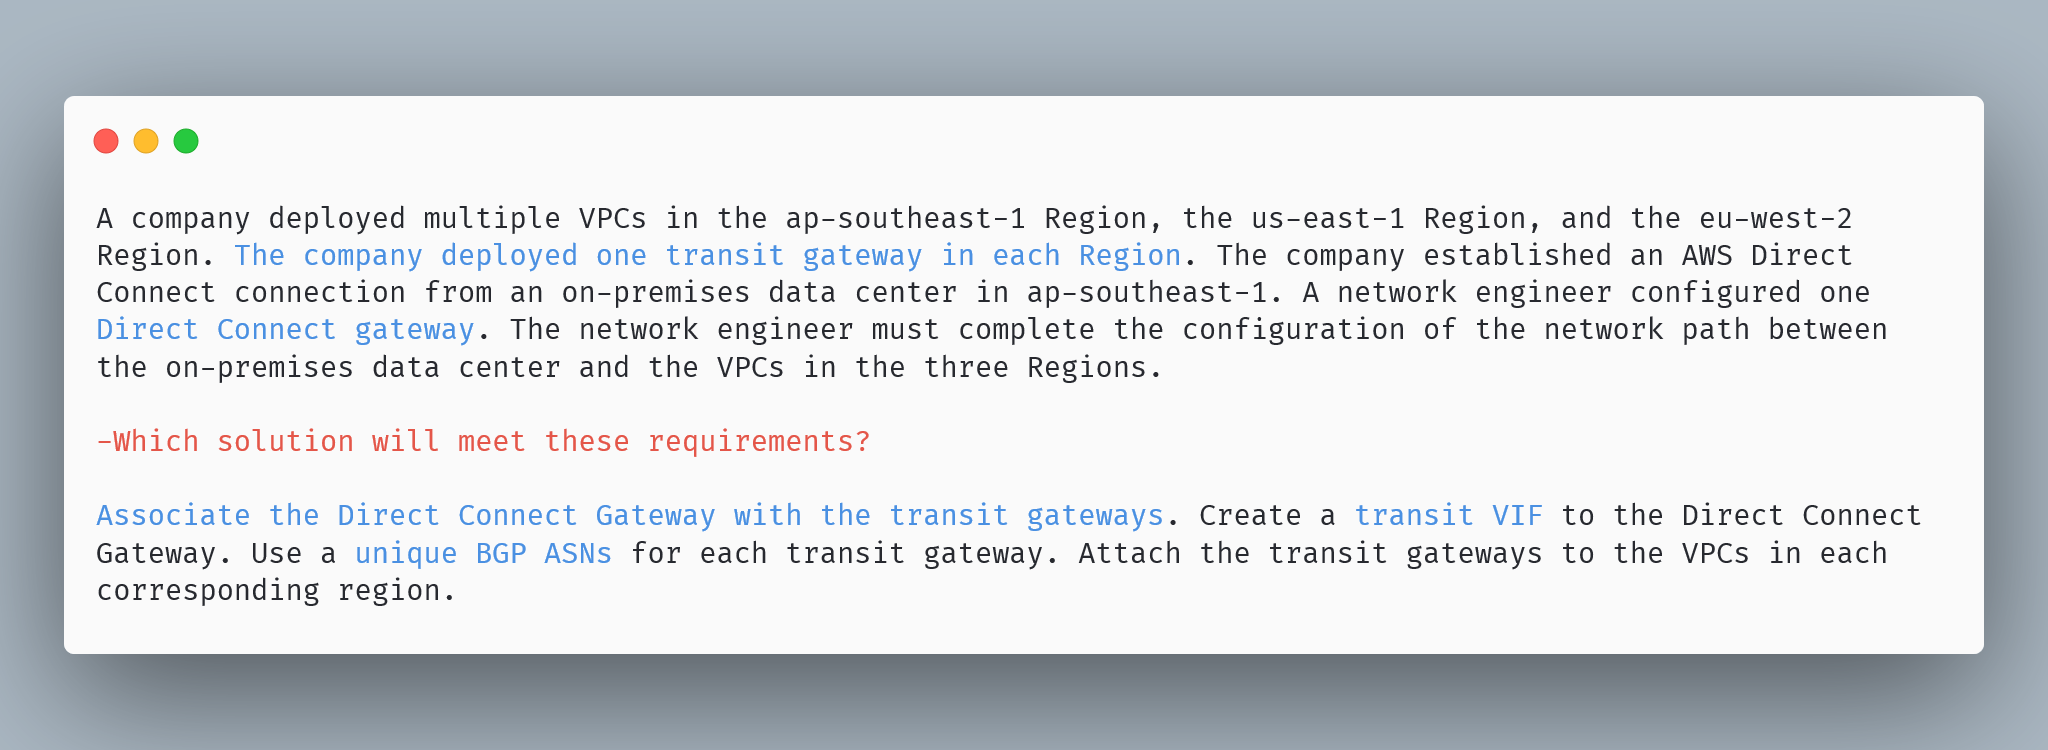 A company deployed multiple VPCs in the ap-southeast-1 Region, the us-east-1 Region, and the eu-west-2
Region. The company deployed one transit gateway in each Region. The company established an AWS Direct
Connect connection from an on-premises data center in ap-southeast-1. A network engineer configured one
Direct Connect gateway. The network engineer must complete the configuration of the network path between
the on-premises data center and the VPCs in the three Regions.
-Which solution will meet these requirements?
Associate the Direct Connect Gateway with the transit gateways. Create a transit VIF to the Direct Connect
Gateway. Use a unique BGP ASNs for each transit gateway. Attach the transit gateways to the VPCs in each
corresponding region.